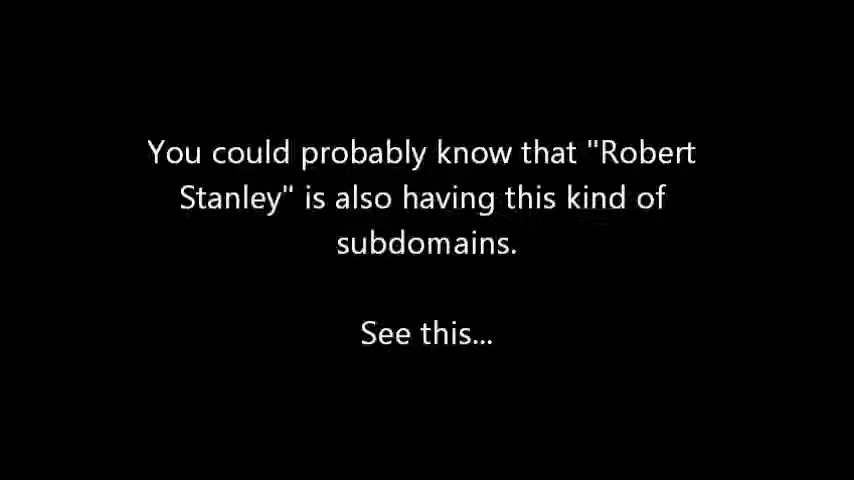 You could probably know that "Robert
Stanley" is also having this kind of
subdomains.
See this...